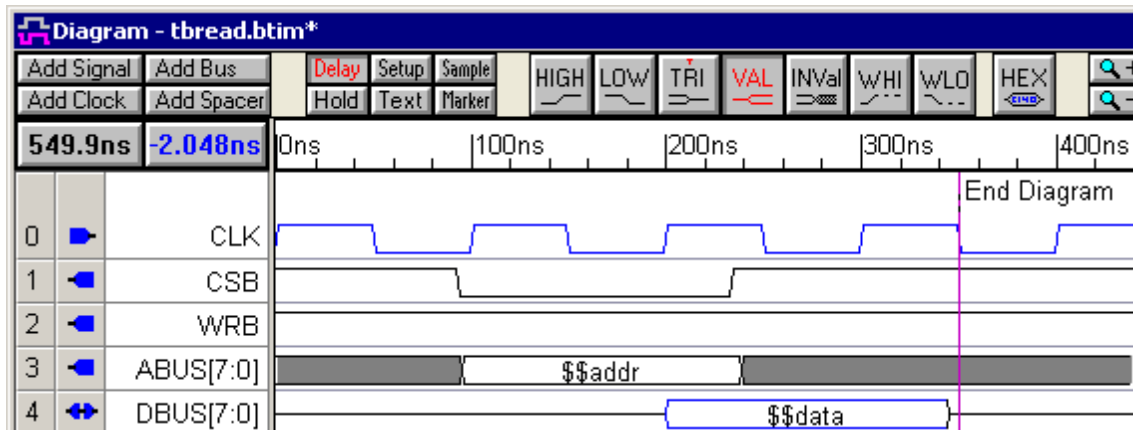 Diagram - tbread.btim*
Add Signal Add Bus Delay Setup Sample HIGH LOW TRI VAL INVal WHI WLO HEX
Add Clock Add Spacer Hold Text Marker
549.9ns -2.048ns 0ns 100ns 200ns 300ns 400ns
End Diagram
0 CLK
1 CSB
2 WRB
3 ABUS[7:0] $$addr
4 DBUS[7:0] $$data